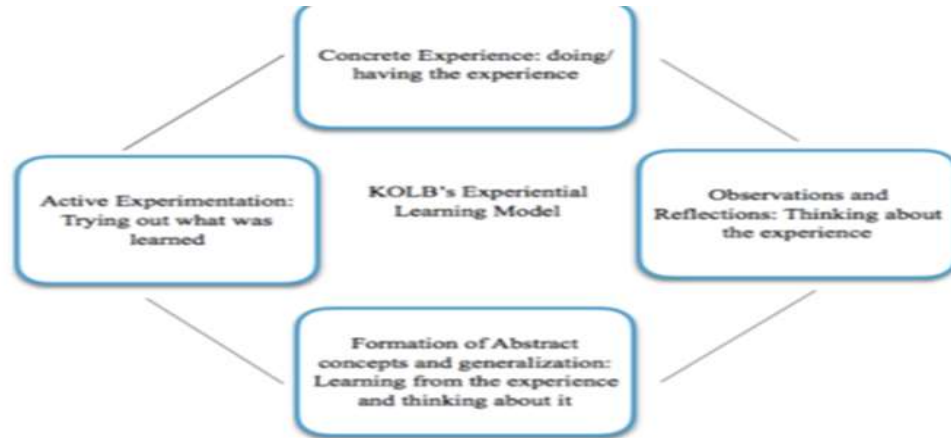 Concrete Experience: doing/
having the experience
Active Experimentation:
Trying out what was
learned
KOLB's Experiential
Learning Model
Observations and
Reflections: Thinking about
the experience
Formation of Abstract
concepts and generalization:
Learning from the experience
and thinking about it